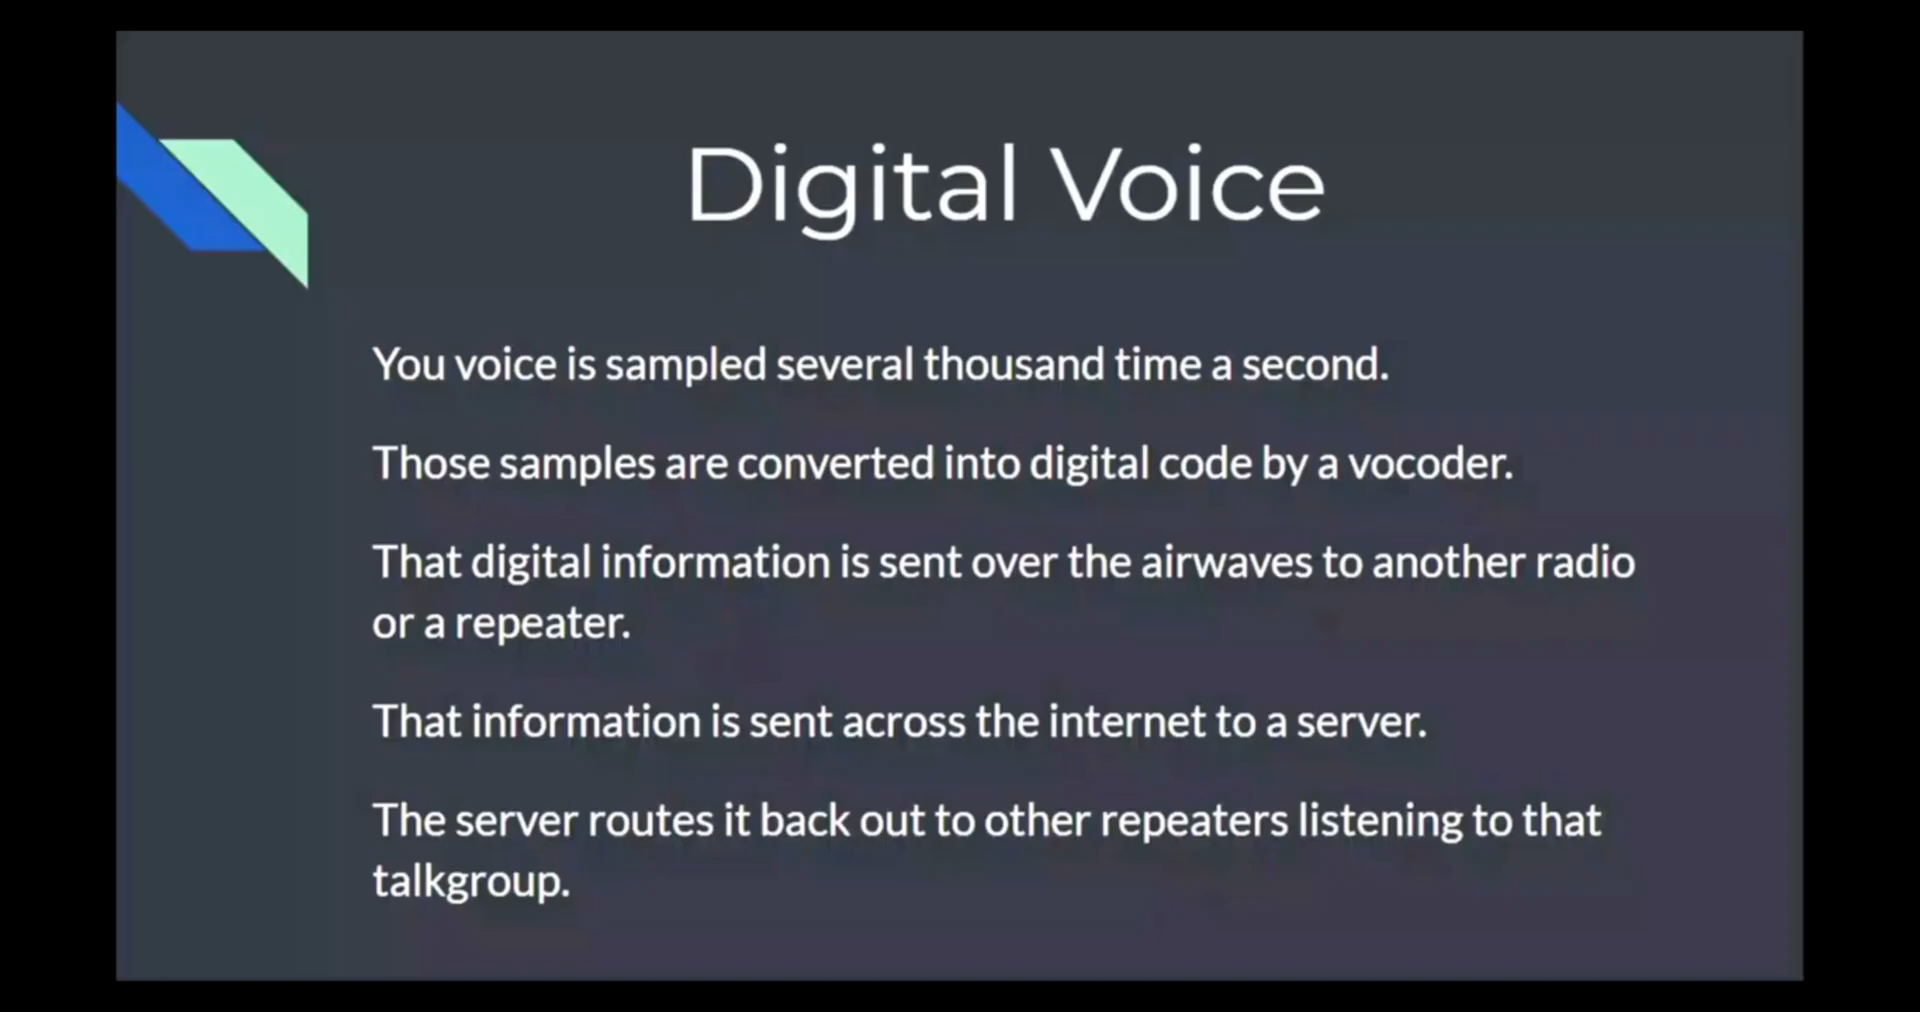 Digital Voice
You voice is sampled several thousand time a second.
Those samples are converted into digital code by a vocoder.
That digital information is sent over the airwaves to another radio
or a repeater.
That information is sent across the internet to a server.
The server routes it back out to other repeaters listening to that
talkgroup.